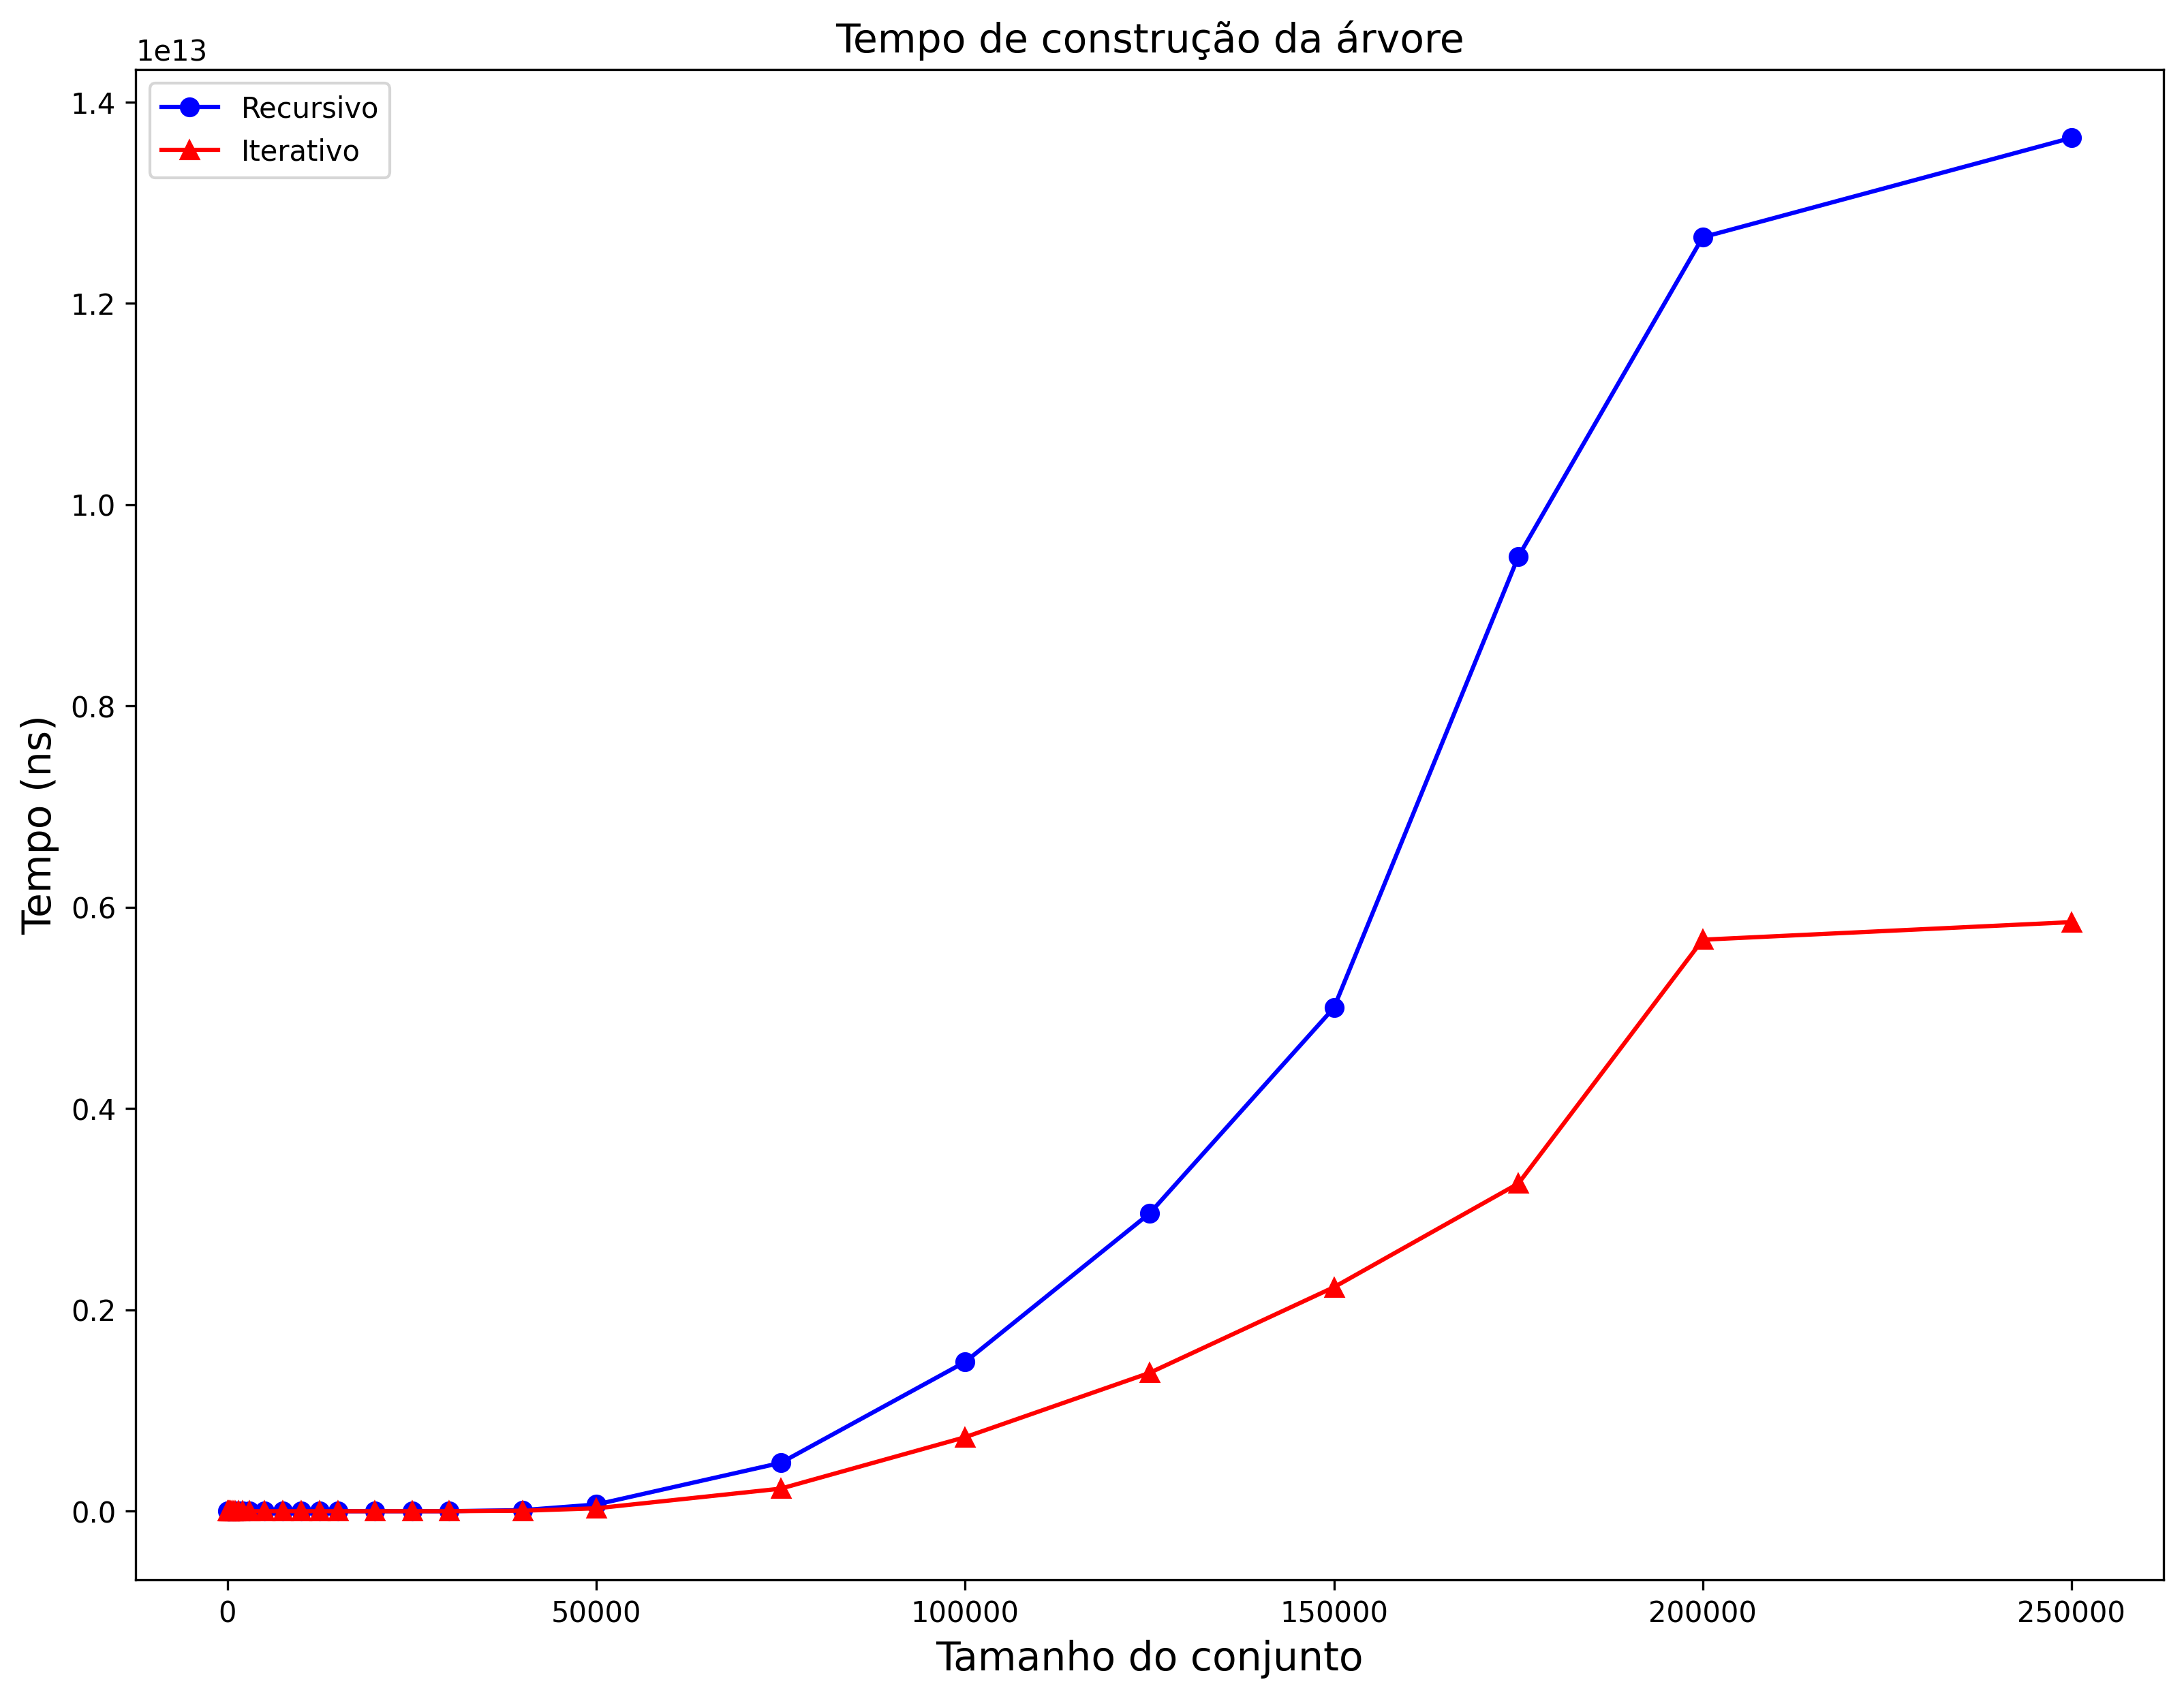 Tempo de construção da árvore
1e13
Recursivo
Iterativo
1.4
1.2
1.0
0.8
0.6
0.4
0.2
0.0
Tempo (ns)
0 50000 100000 150000 200000 250000
Tamanho do conjunto